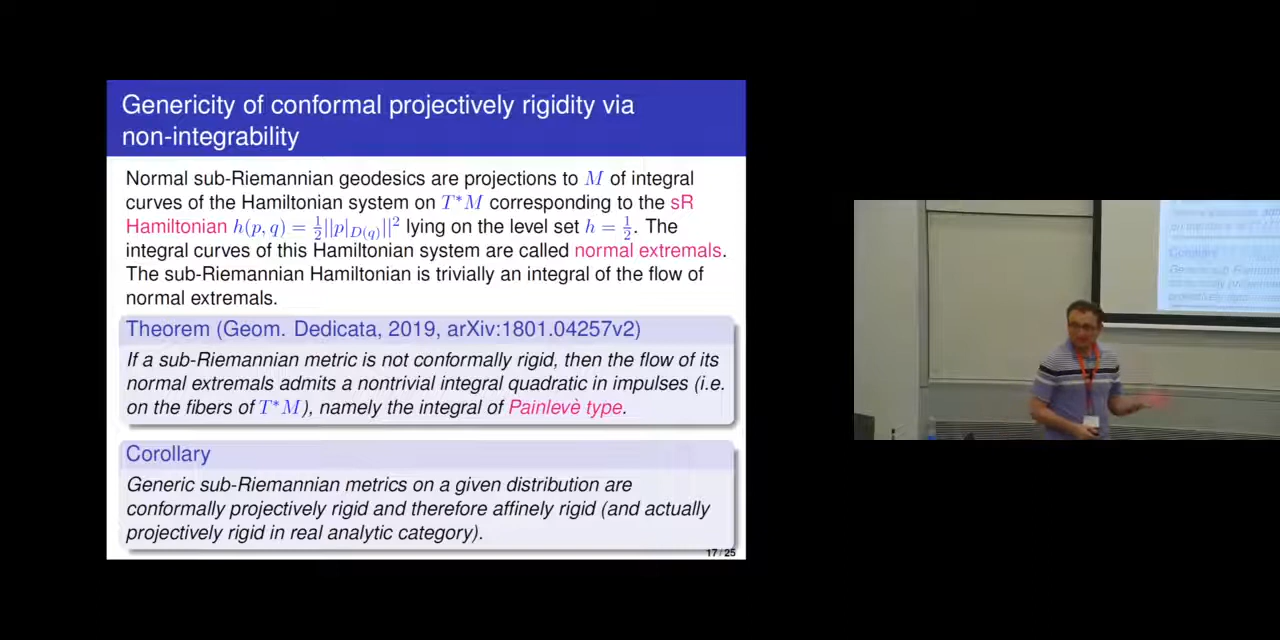 Genericity of conformal projectively rigidity via
non-integrability
Normal sub-Riemannian geodesics are projections to M of integral
curves of the Hamiltonian system on T*M corresponding to the sR
Hamiltonian h(p, q) = ½||p|_{D(q)}||² lying on the level set h = ½. The
integral curves of this Hamiltonian system are called normal extremals.
The sub-Riemannian Hamiltonian is trivially an integral of the flow of
normal extremals.
Theorem (Geom. Dedicata, 2019, arXiv:1801.04257v2)
If a sub-Riemannian metric is not conformally rigid, then the flow of its
normal extremals admits a nontrivial integral quadratic in impulses (i.e.
on the fibers of T*M), namely the integral of Painlevè type.
Corollary
Generic sub-Riemannian metrics on a given distribution are
conformally projectively rigid and therefore affinely rigid (and actually
projectively rigid in real analytic category).
17/25
Corollary